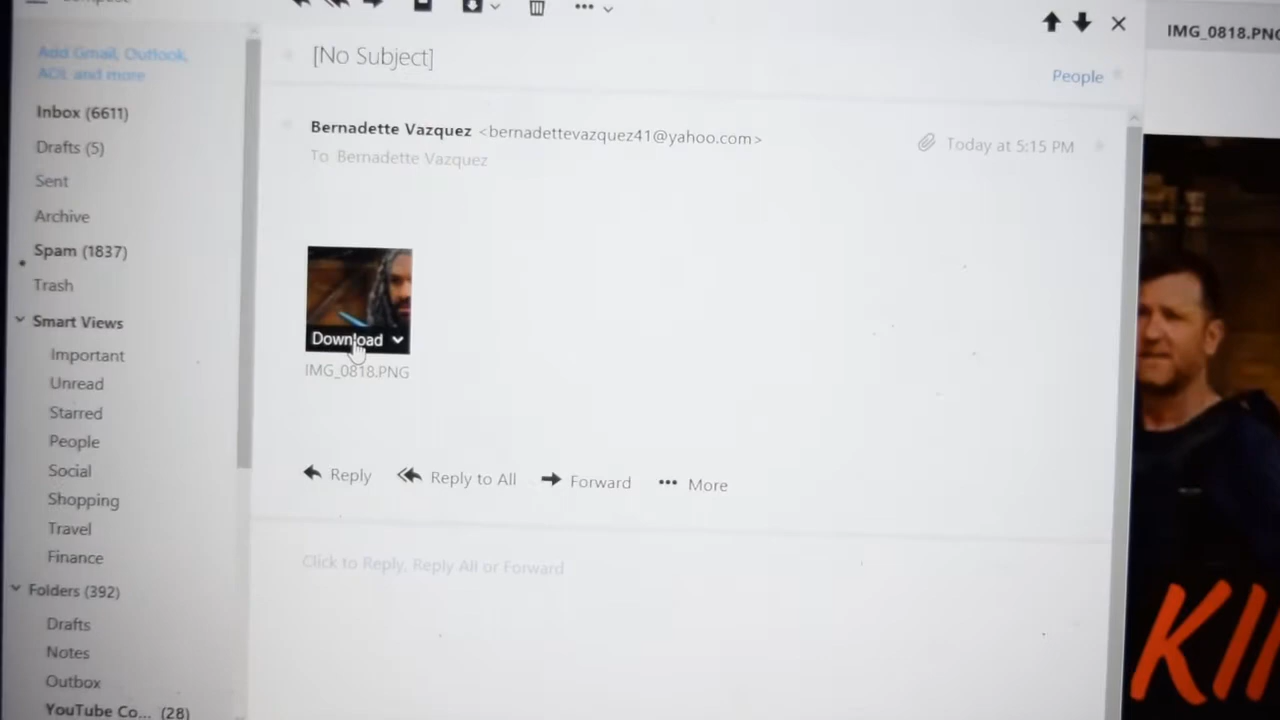 IMG_0818.PNG
Add Gmail, Outlook,
AOL and more
[No Subject]
People
Inbox (6611)
Drafts (5)
Sent
Archive
Spam (1837)
Trash
Smart Views
Important
Unread
Starred
People
Social
Shopping
Travel
Finance
Folders (392)
Drafts
Notes
Outbox
YouTube Co... (28)
Bernadette Vazquez <bernadettevazquez41@yahoo.com>
Today at 5:15 PM
To Bernadette Vazquez
Download
IMG_0818.PNG
Reply
Reply to All
Forward
More
Click to Reply, Reply All or Forward